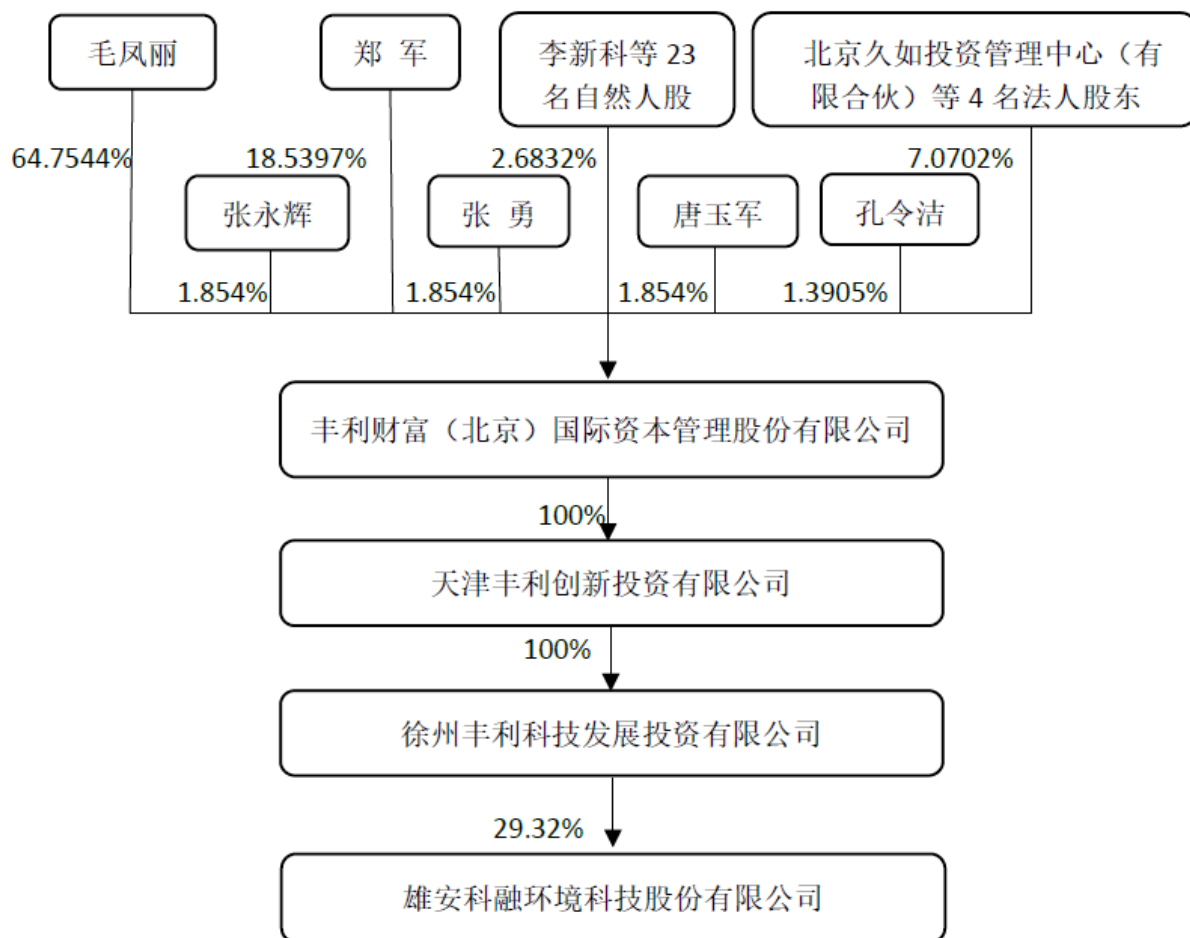 毛凤丽
郑 军
李新科等 23
名自然人股
北京久如投资管理中心（有
限合伙）等 4 名法人股东
64.7544%
18.5397%
2.6832%
7.0702%
张永辉
张 勇
唐玉军
孔令洁
1.854%
1.854%
1.854%
1.3905%
丰利财富（北京）国际资本管理股份有限公司
100%
天津丰利创新投资有限公司
100%
徐州丰利科技发展投资有限公司
29.32%
雄安科融环境科技股份有限公司